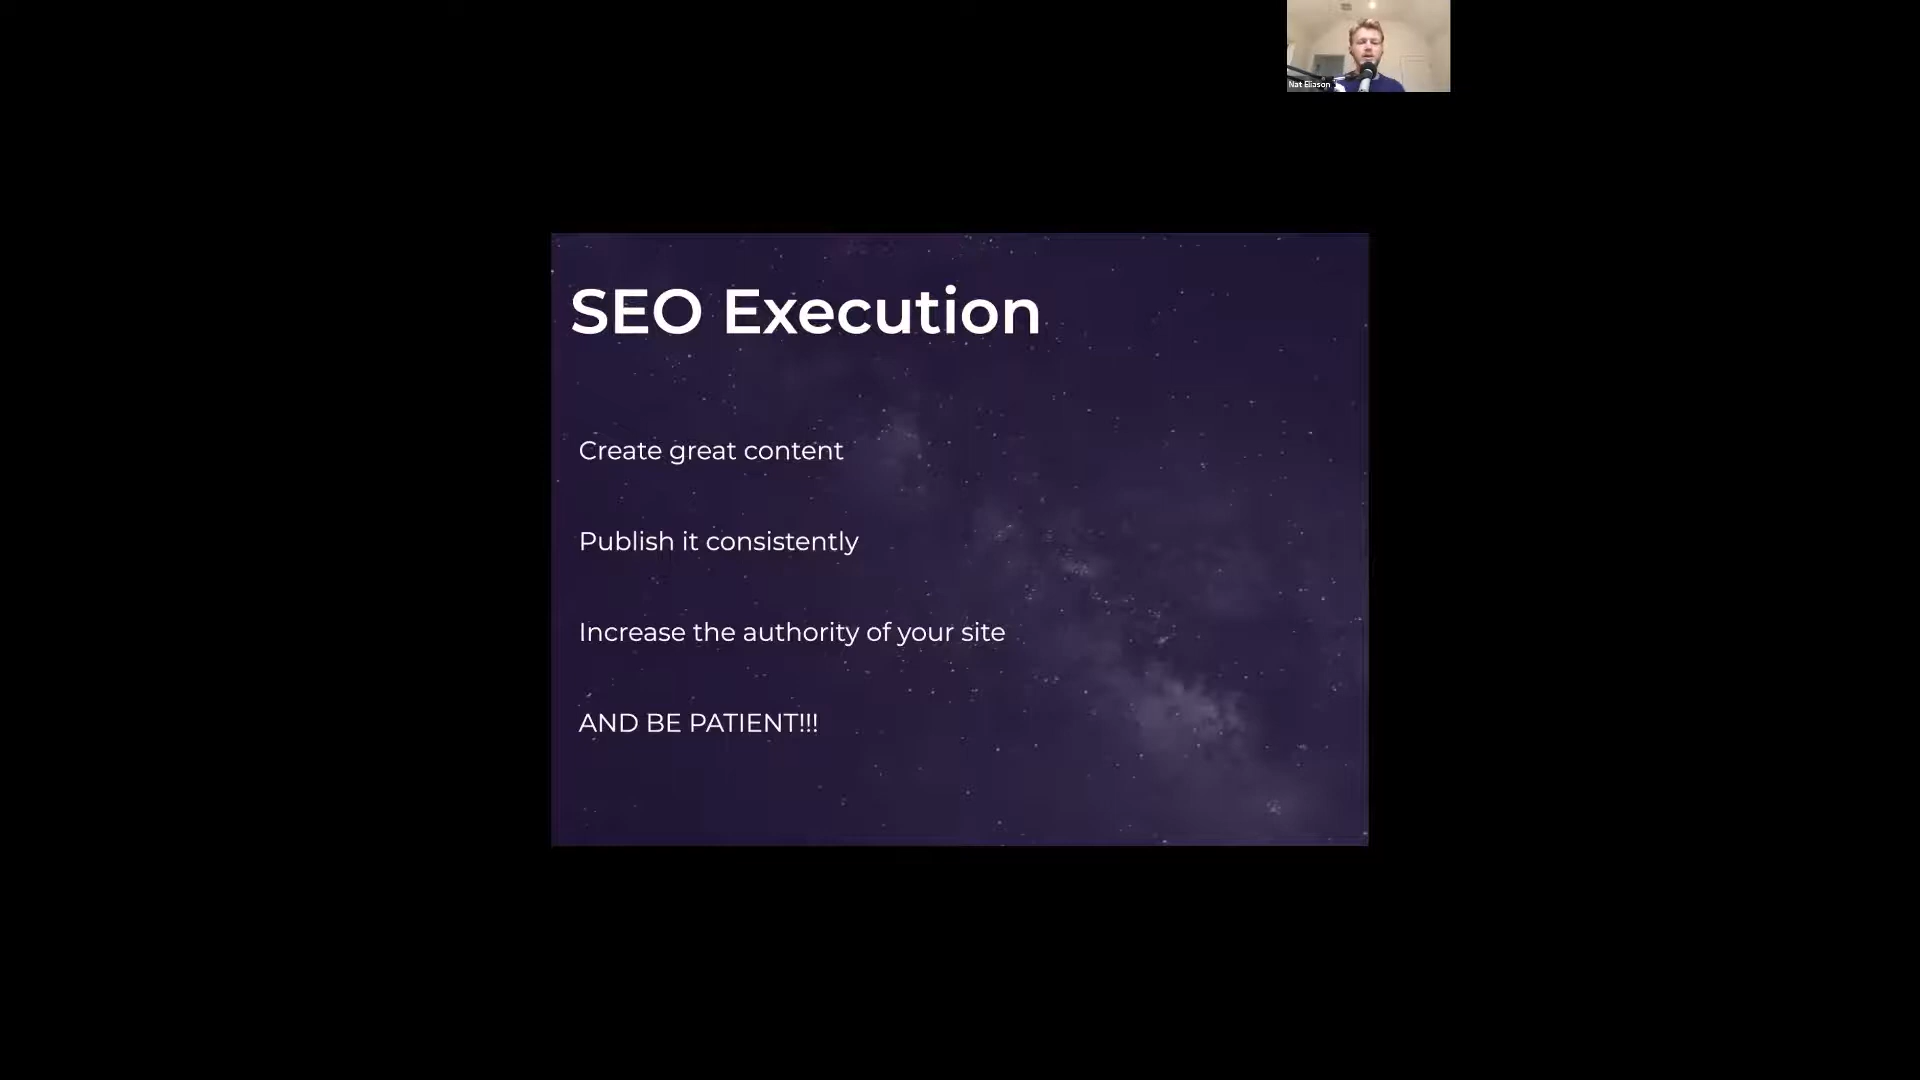 Nat Eliason
SEO Execution
Create great content
Publish it consistently
Increase the authority of your site
AND BE PATIENT!!!